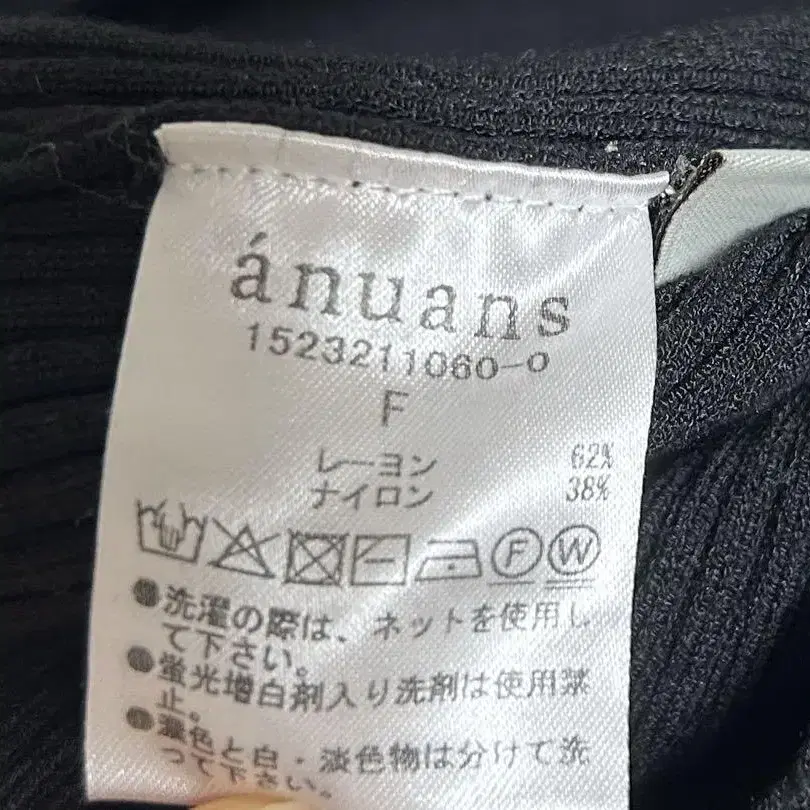 ánuans
1523211060-0
F
レーヨン 62%
ナイロン 38%
F W
●洗濯の際は、ネットを使用し
て下さい。
●蛍光増白剤入り洗剤は使用禁
止。
●濃色と白・淡色物は分けて洗
って下さい。